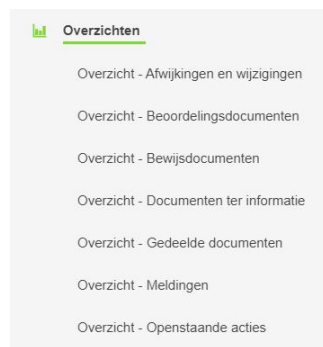 Overzichten
Overzicht - Afwijkingen en wijzigingen
Overzicht - Beoordelingsdocumenten
Overzicht - Bewijsdocumenten
Overzicht - Documenten ter informatie
Overzicht - Gedeelde documenten
Overzicht - Meldingen
Overzicht - Openstaande acties